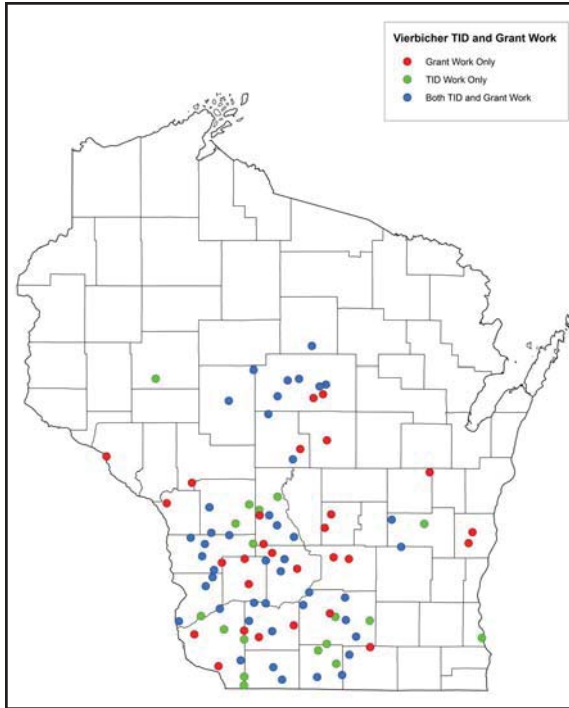 Vierbicher TID and Grant Work
Grant Work Only
TID Work Only
Both TID and Grant Work